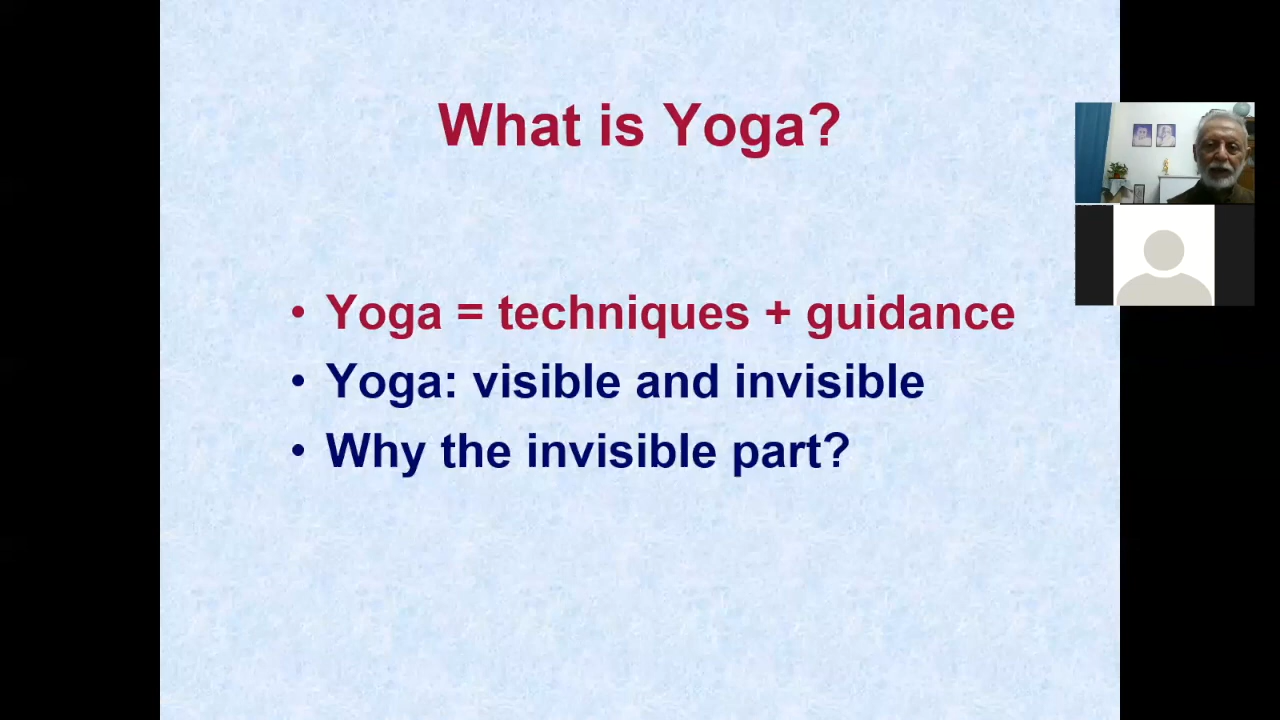 What is Yoga?
• Yoga = techniques + guidance
• Yoga: visible and invisible
• Why the invisible part?